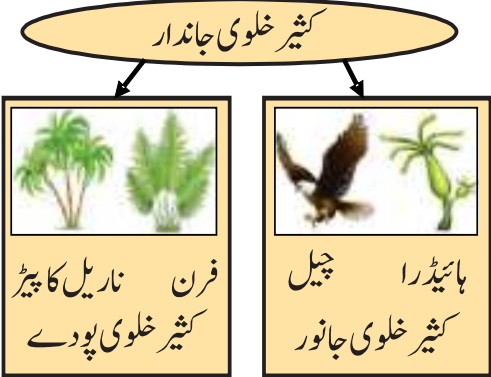 کثیر خلوی جاندار
ہائیڈرا چیل
کثیر خلوی جانور
فرن ناریل کا پیڑ
کثیر خلوی پودے